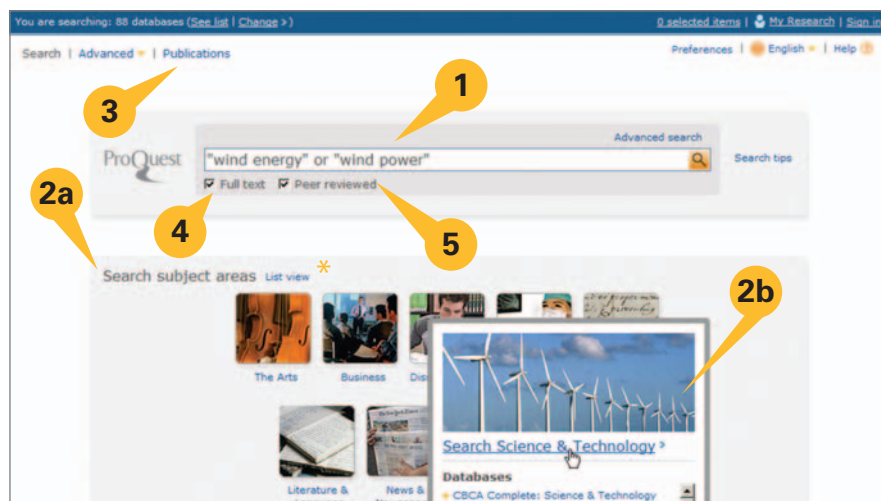 You are searching: 88 databases (See list | Change >) 0 selected items | My Research | Sign in
Search | Advanced | Publications Preferences | English | Help
3
1
Advanced search
ProQuest "wind energy" or "wind power" Search tips
Full text Peer reviewed
2a
4
5
Search subject areas List view *
2b
The Arts Business
Search Science & Technology >
Databases
Literature & News &
CBCA Complete: Science & Technology